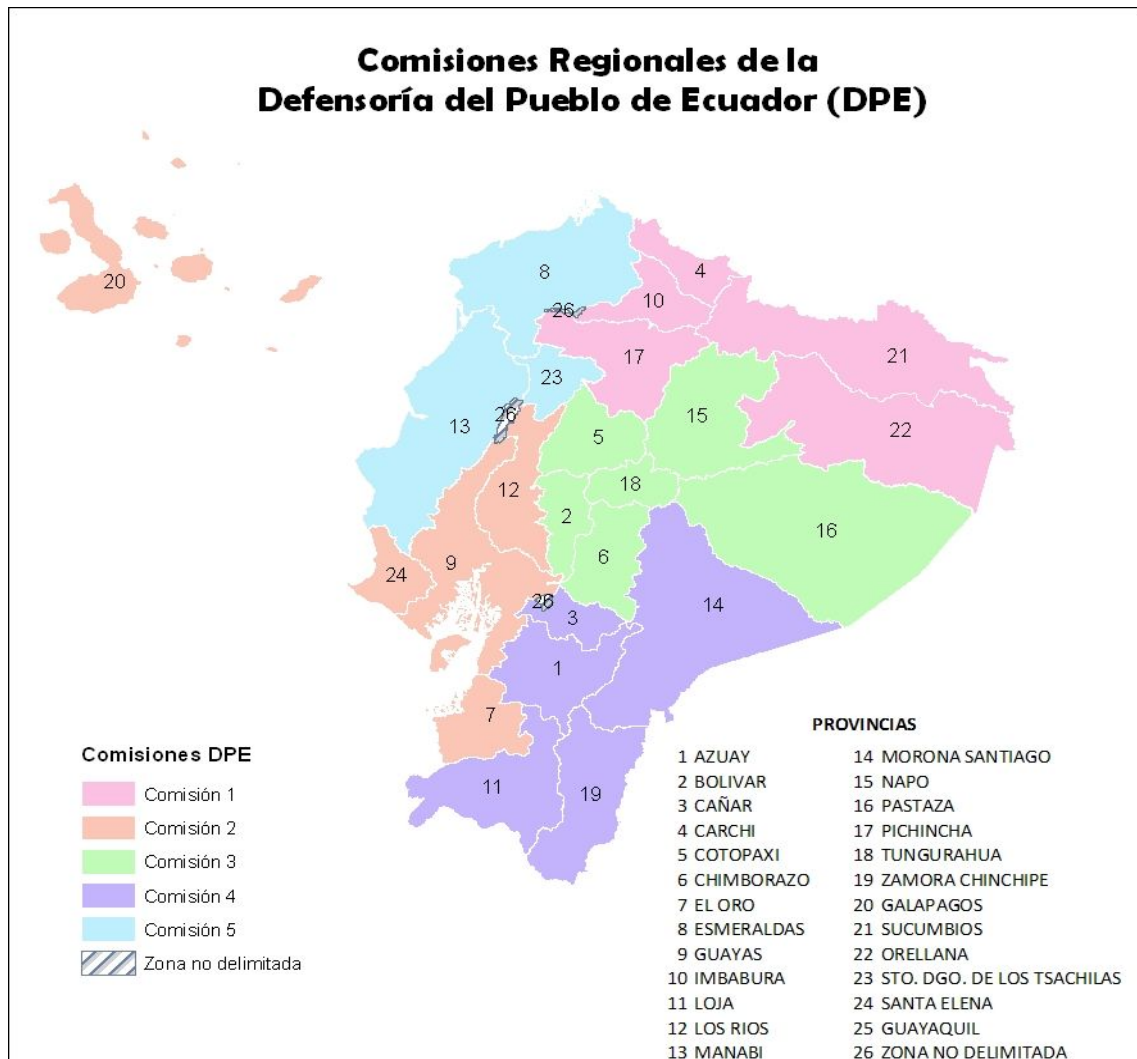 Comisiones Regionales de la
Defensoría del Pueblo de Ecuador (DPE)
20
8
4
10
26
21
17
23
15
26
13
22
5
18
12
2
16
6
9
24
26
14
3
1
7
11
19
Comisiones DPE
Comisión 1
Comisión 2
Comisión 3
Comisión 4
Comisión 5
Zona no delimitada
PROVINCIAS
1 AZUAY
2 BOLIVAR
3 CAÑAR
4 CARCHI
5 COTOPAXI
6 CHIMBORAZO
7 EL ORO
8 ESMERALDAS
9 GUAYAS
10 IMBABURA
11 LOJA
12 LOS RIOS
13 MANABI
14 MORONA SANTIAGO
15 NAPO
16 PASTAZA
17 PICHINCHA
18 TUNGURAHUA
19 ZAMORA CHINCHIPE
20 GALAPAGOS
21 SUCUMBIOS
22 ORELLANA
23 STO. DGO. DE LOS TSACHILAS
24 SANTA ELENA
25 GUAYAQUIL
26 ZONA NO DELIMITADA